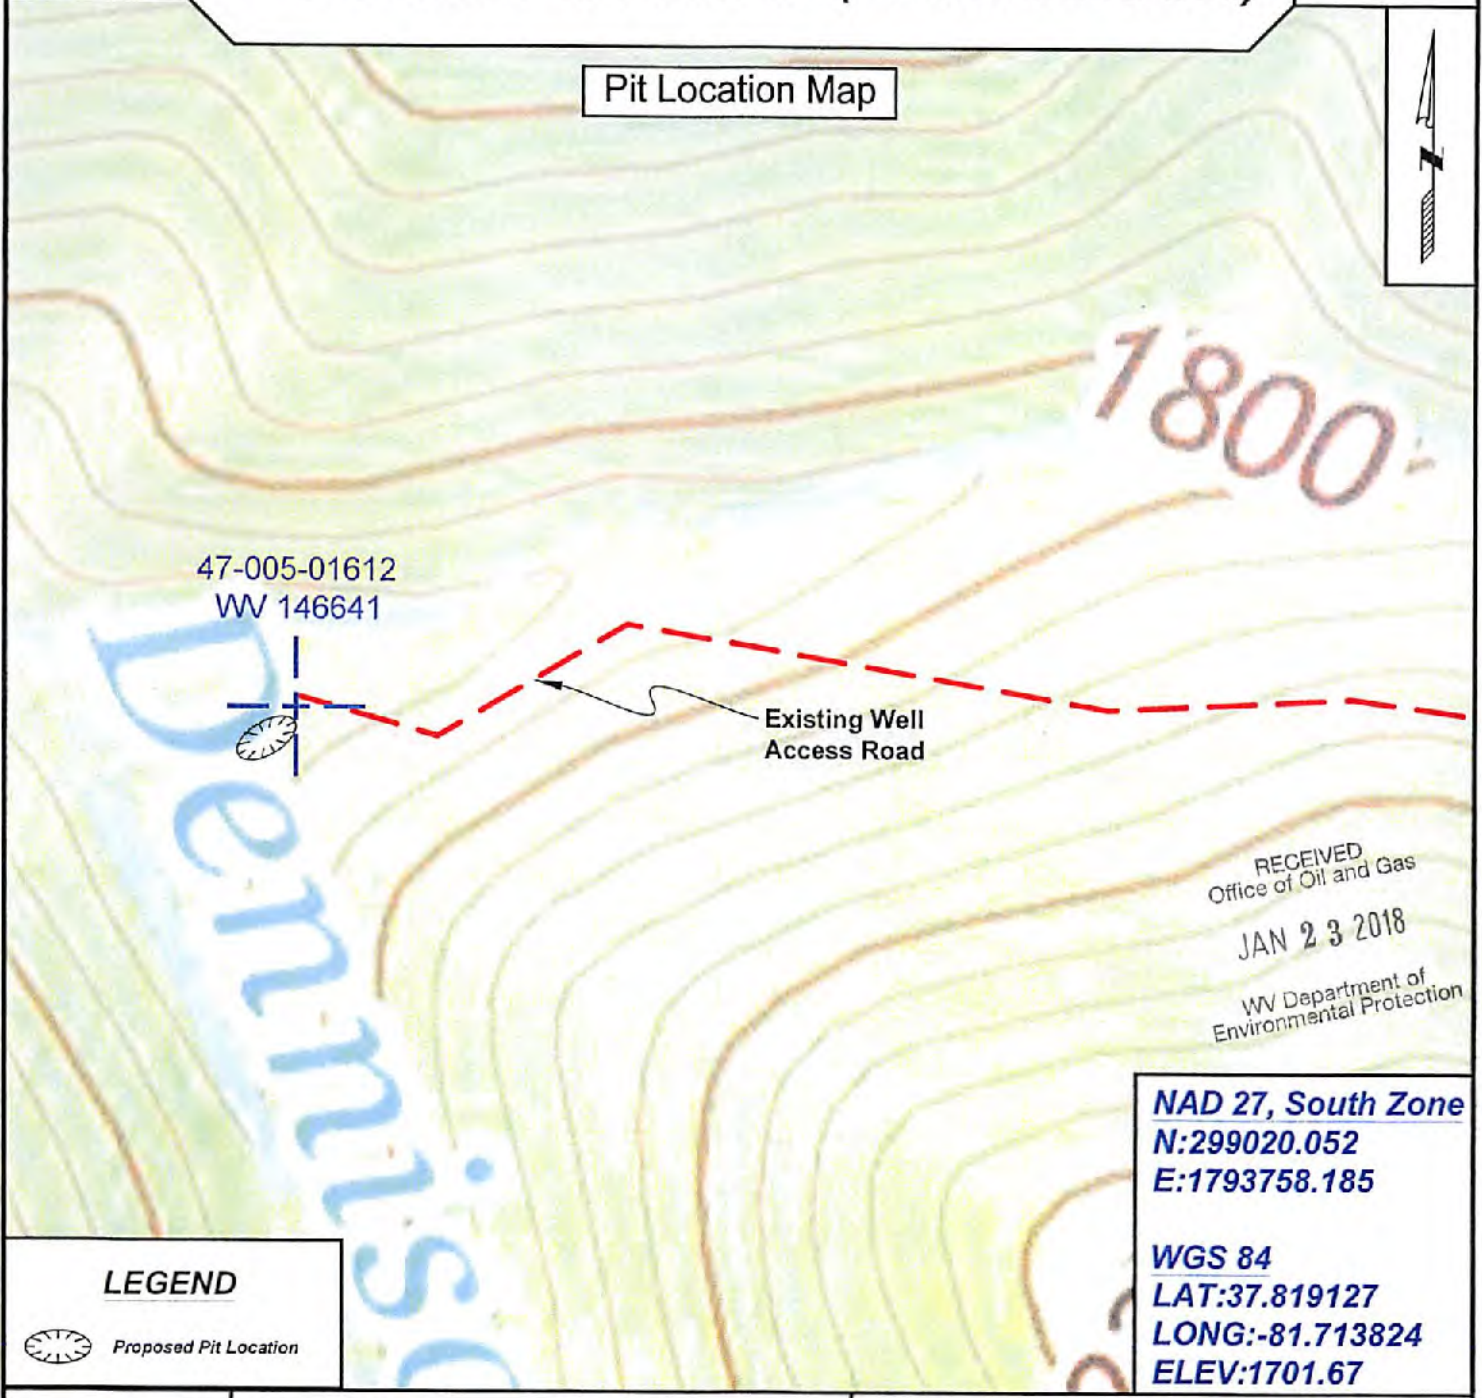 Pit Location Map
N
1800
47-005-01612
WV 146641
Existing Well
Access Road
RECEIVED
Office of Oil and Gas
JAN 23 2018
WV Department of
Environmental Protection
NAD 27, South Zone
N:299020.052
E:1793758.185
WGS 84
LAT:37.819127
LONG:-81.713824
ELEV:1701.67
LEGEND
Proposed Pit Location